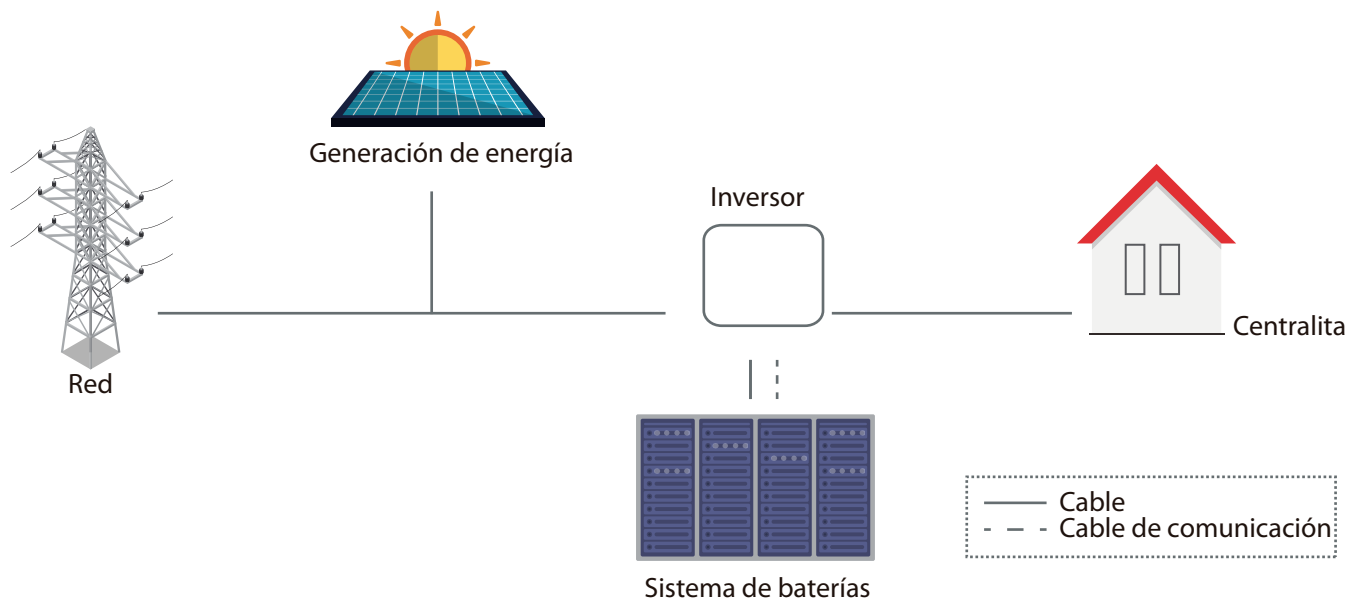 Generación de energía
Inversor
Centralita
Red
Cable
Cable de comunicación
Sistema de baterías